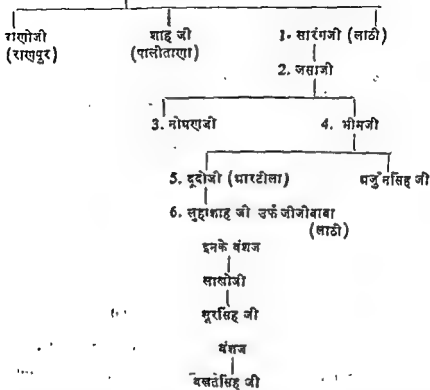 राणोजी शाह जी 1. सारंगजी (लाठी)
(राणपुर) (पालीताणा)
2. जसाजी
3. नोघणजी 4. भीमजी
5. दूदोजी (भारटीला) अर्जुनसिंह जी
6. लुहाशाह जी उर्फ जीजीबाबा
(लाठी)
इनके वंशज
लाखोजी
शूरसिंह जी
वंशज
बखतसिंह जी